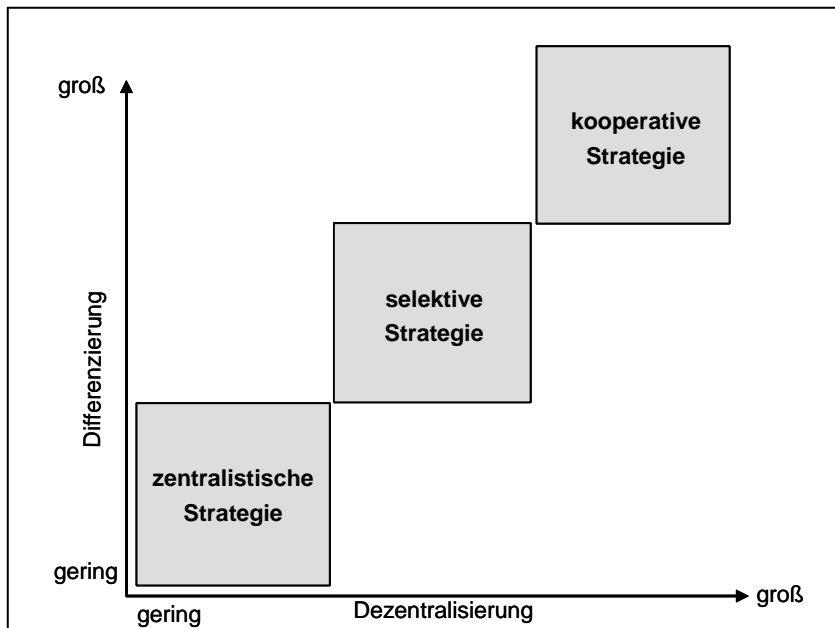 groß
kooperative
Strategie
selektive
Strategie
Differenzierung
zentralistische
Strategie
gering
gering
Dezentralisierung
groß